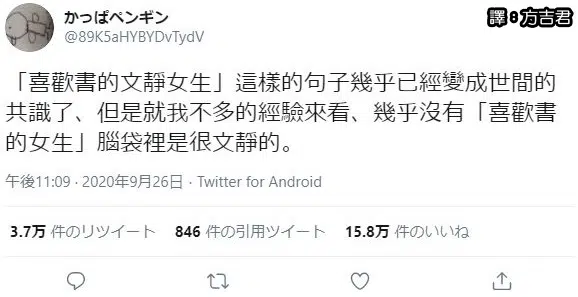 譯8方吉君
かっぱペンギン
@89K5aHYBYDvTydV
「喜歡書的文靜女生」這樣的句子幾乎已經變成世間的
共識了、但是就我不多的經驗來看、幾乎沒有「喜歡書
的女生」腦袋裡是很文靜的。
午後11:09 · 2020年9月26日 · Twitter for Android
3.7万 件のリツイート 846 件の引用ツイート 15.8万 件のいいね